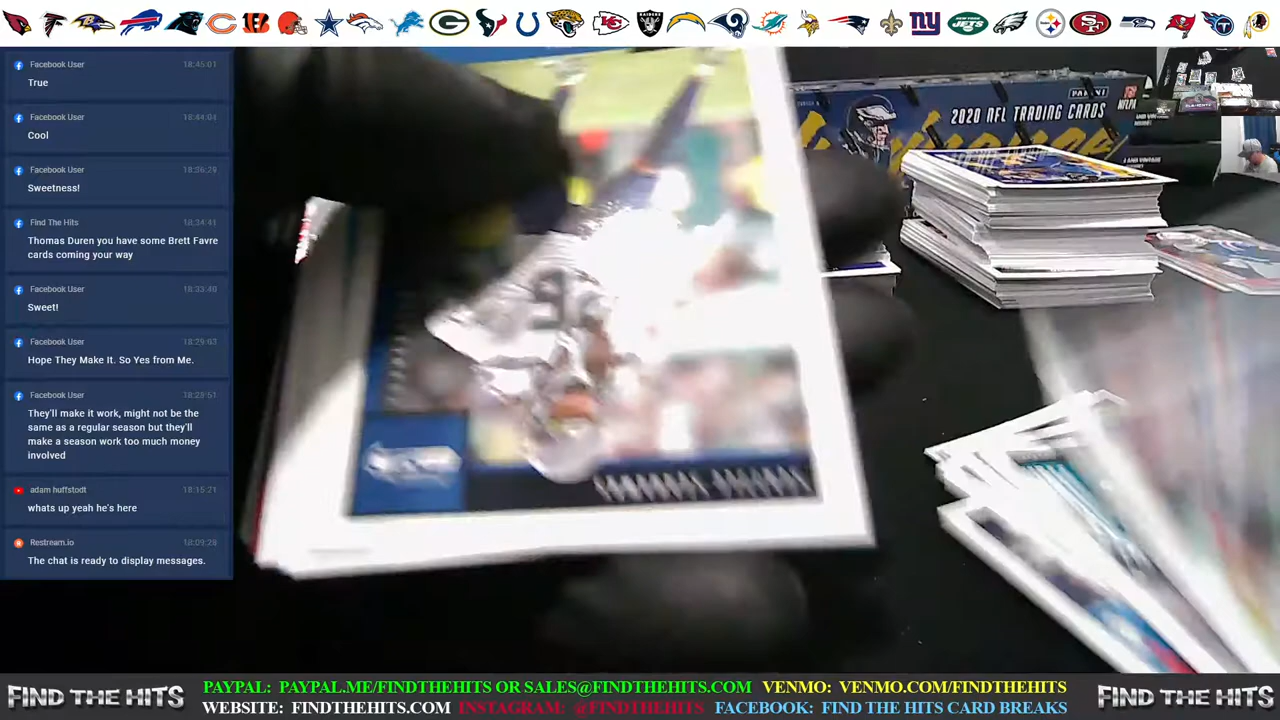 Facebook User 18:45:01
True
Facebook User 18:44:04
Cool
Facebook User 18:36:29
Sweetness!
Find The Hits 18:34:41
Thomas Duren you have some Brett Favre
cards coming your way
Facebook User 18:33:40
Sweet!
Facebook User 18:29:03
Hope They Make It. So Yes from Me.
Facebook User 18:23:51
They'll make it work, might not be the
same as a regular season but they'll
make a season work too much money
involved
adam huffstodt 18:15:21
whats up yeah he's here
Restream.io 18:09:28
The chat is ready to display messages.
PANINI
2020 NFL TRADING CARDS
FIND THE HITS
PAYPAL: PAYPAL.ME/FINDTHEHITS OR SALES@FINDTHEHITS.COM VENMO: VENMO.COM/FINDTHEHITS
WEBSITE: FINDTHEHITS.COM INSTAGRAM: @FINDTHEHITS FACEBOOK: FIND THE HITS CARD BREAKS
FIND THE HITS